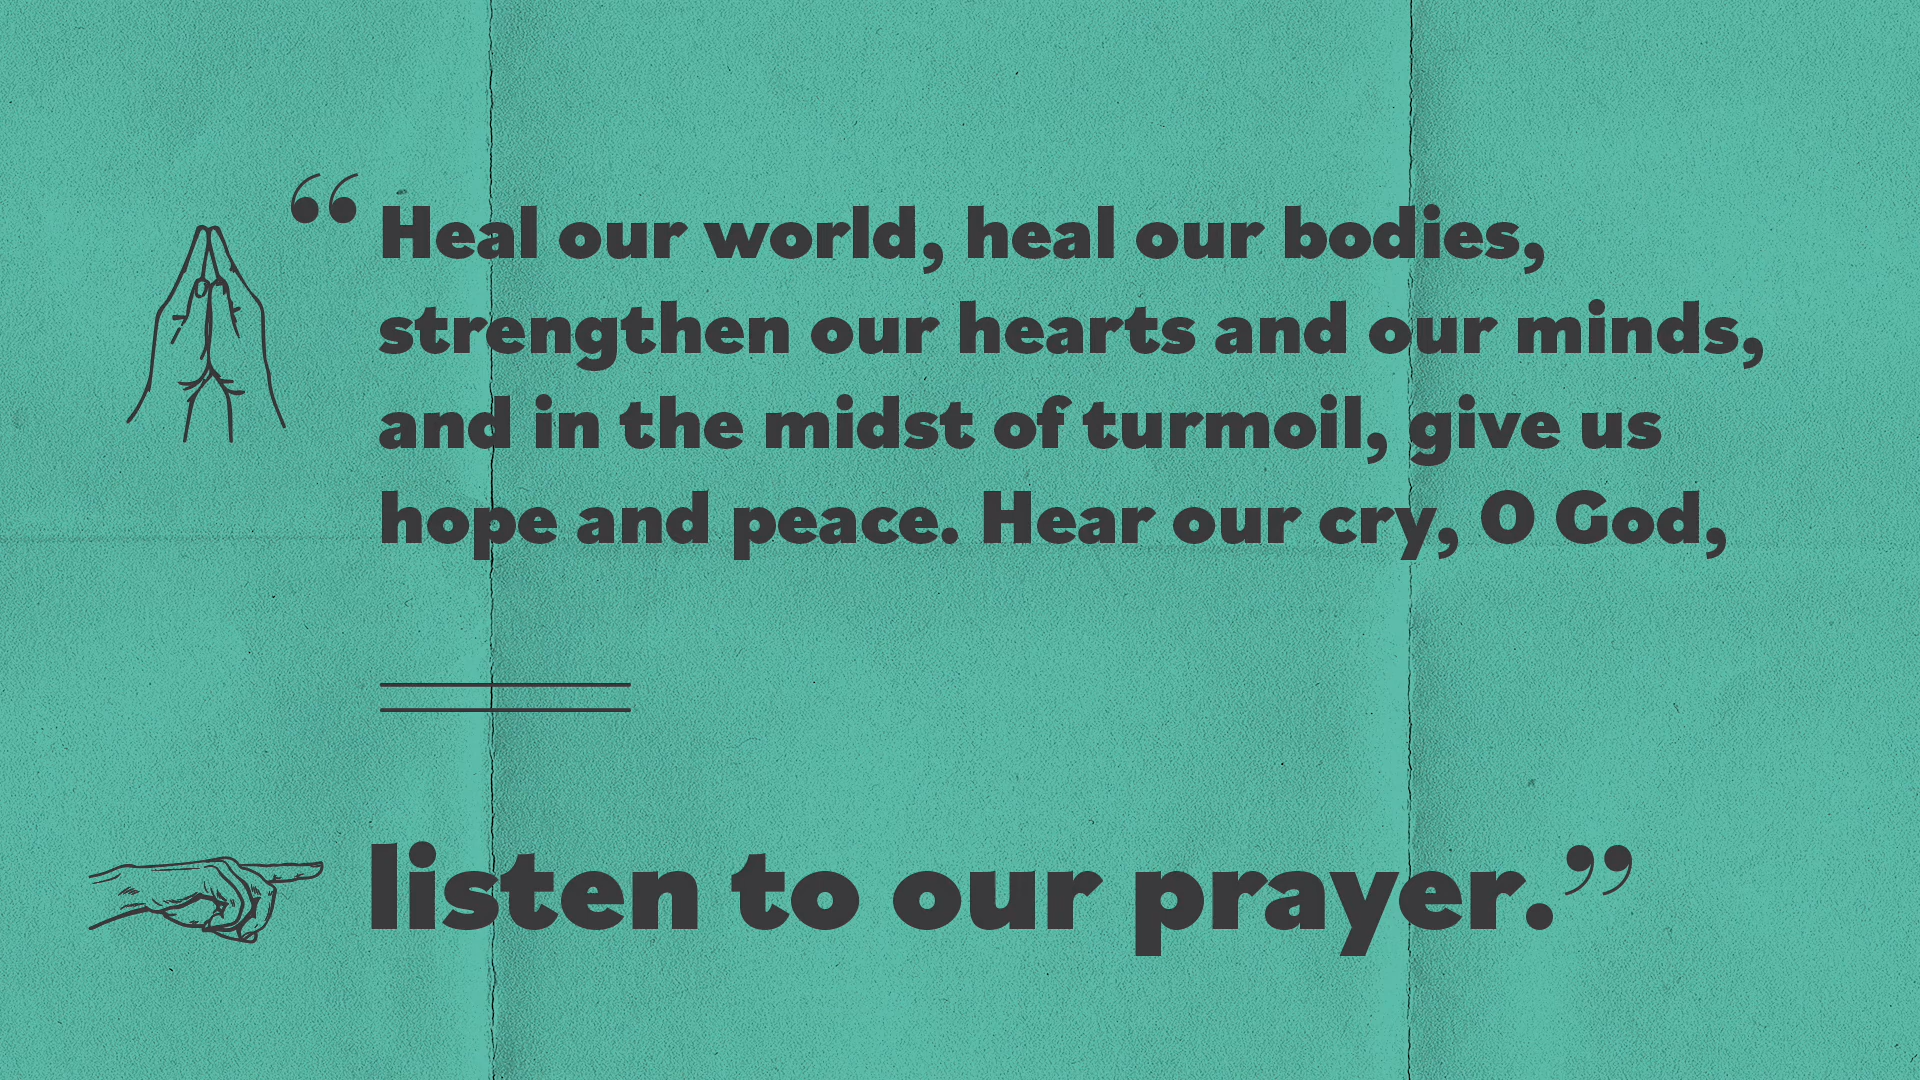 “Heal our world, heal our bodies,
strengthen our hearts and our minds,
and in the midst of turmoil, give us
hope and peace. Hear our cry, O God,
listen to our prayer.”